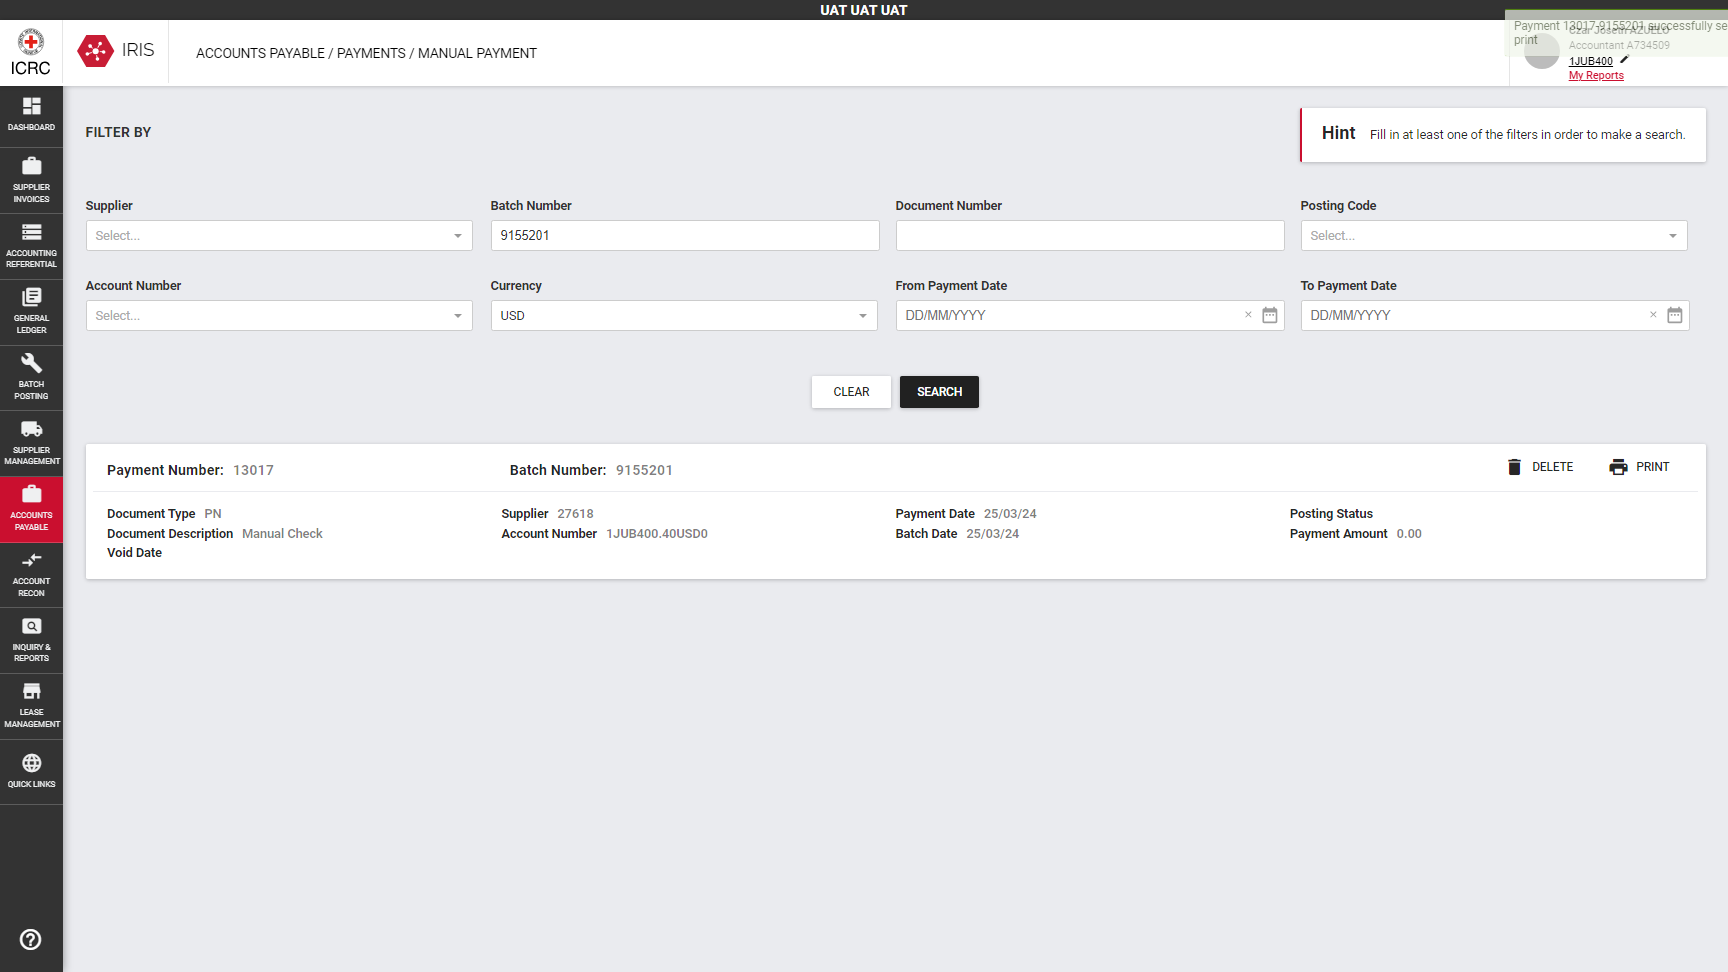 UAT UAT UAT
ICRC
IRIS
ACCOUNTS PAYABLE / PAYMENTS / MANUAL PAYMENT
Payment 13017-9155201 successfully se
print
Accountant A734509
1JUB400
My Reports
DASHBOARD
SUPPLIER
INVOICES
ACCOUNTING
REFERENTIAL
GENERAL
LEDGER
BATCH
POSTING
SUPPLIER
MANAGEMENT
ACCOUNTS
PAYABLE
ACCOUNT
RECON
INQUIRY &
REPORTS
LEASE
MANAGEMENT
QUICK LINKS
FILTER BY
Hint Fill in at least one of the filters in order to make a search.
Supplier Batch Number Document Number Posting Code
Select... 9155201 Select...
Account Number Currency From Payment Date To Payment Date
Select... USD DD/MM/YYYY × DD/MM/YYYY ×
CLEAR SEARCH
Payment Number: 13017 Batch Number: 9155201 DELETE PRINT
Document Type PN Supplier 27618 Payment Date 25/03/24 Posting Status
Document Description Manual Check Account Number 1JUB400.40USD0 Batch Date 25/03/24 Payment Amount 0.00
Void Date